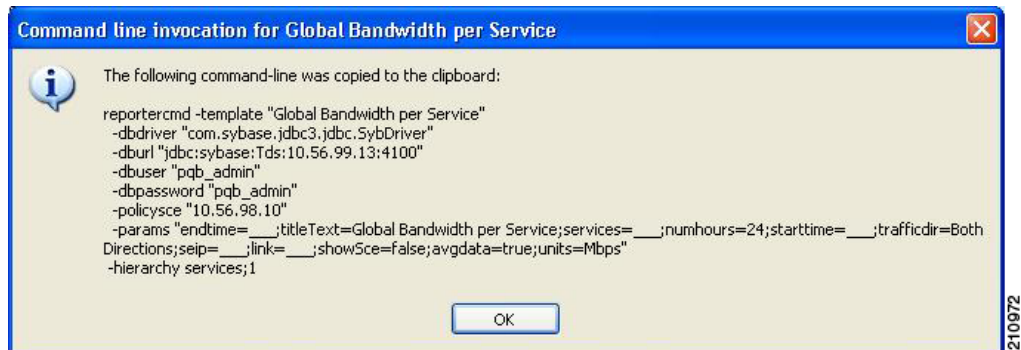 Command line invocation for Global Bandwidth per Service
The following command-line was copied to the clipboard:
reportercmd -template "Global Bandwidth per Service"
-dbdriver "com.sybase.jdbc3.jdbc.SybDriver"
-dburl "jdbc:sybase:Tds:10.56.99.13:4100"
-dbuser "pqb_admin"
-dbpassword "pqb_admin"
-policysce "10.56.98.10"
-params "endtime=___;titleText=Global Bandwidth per Service;services=___;numhours=24;starttime=___;trafficdir=Both
Directions;seip=___;link=___;showSce=false;avgdata=true;units=Mbps"
-hierarchy services;1
OK
210972